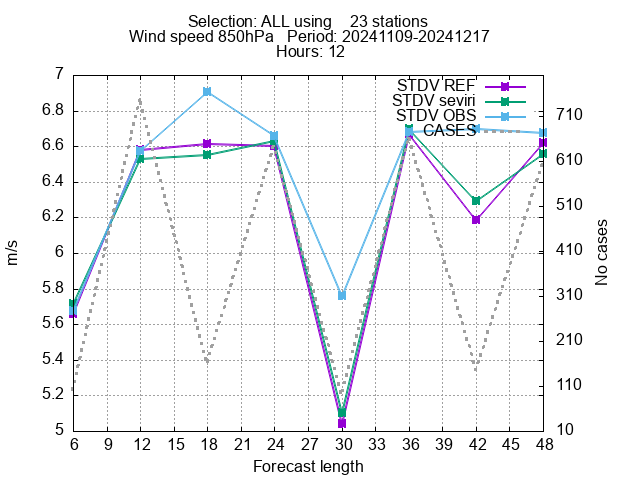 Selection: ALL using    23 stations
Wind speed 850hPa   Period: 20241109-20241217
Hours: 12
7
6.8
6.6
6.4
6.2
6
5.8
5.6
5.4
5.2
5
m/s
STDV REF
STDV seviri
STDV OBS
CASES
710
610
510
410
310
210
110
10
No cases
6 9 12 15 18 21 24 27 30 33 36 39 42 45 48
Forecast length